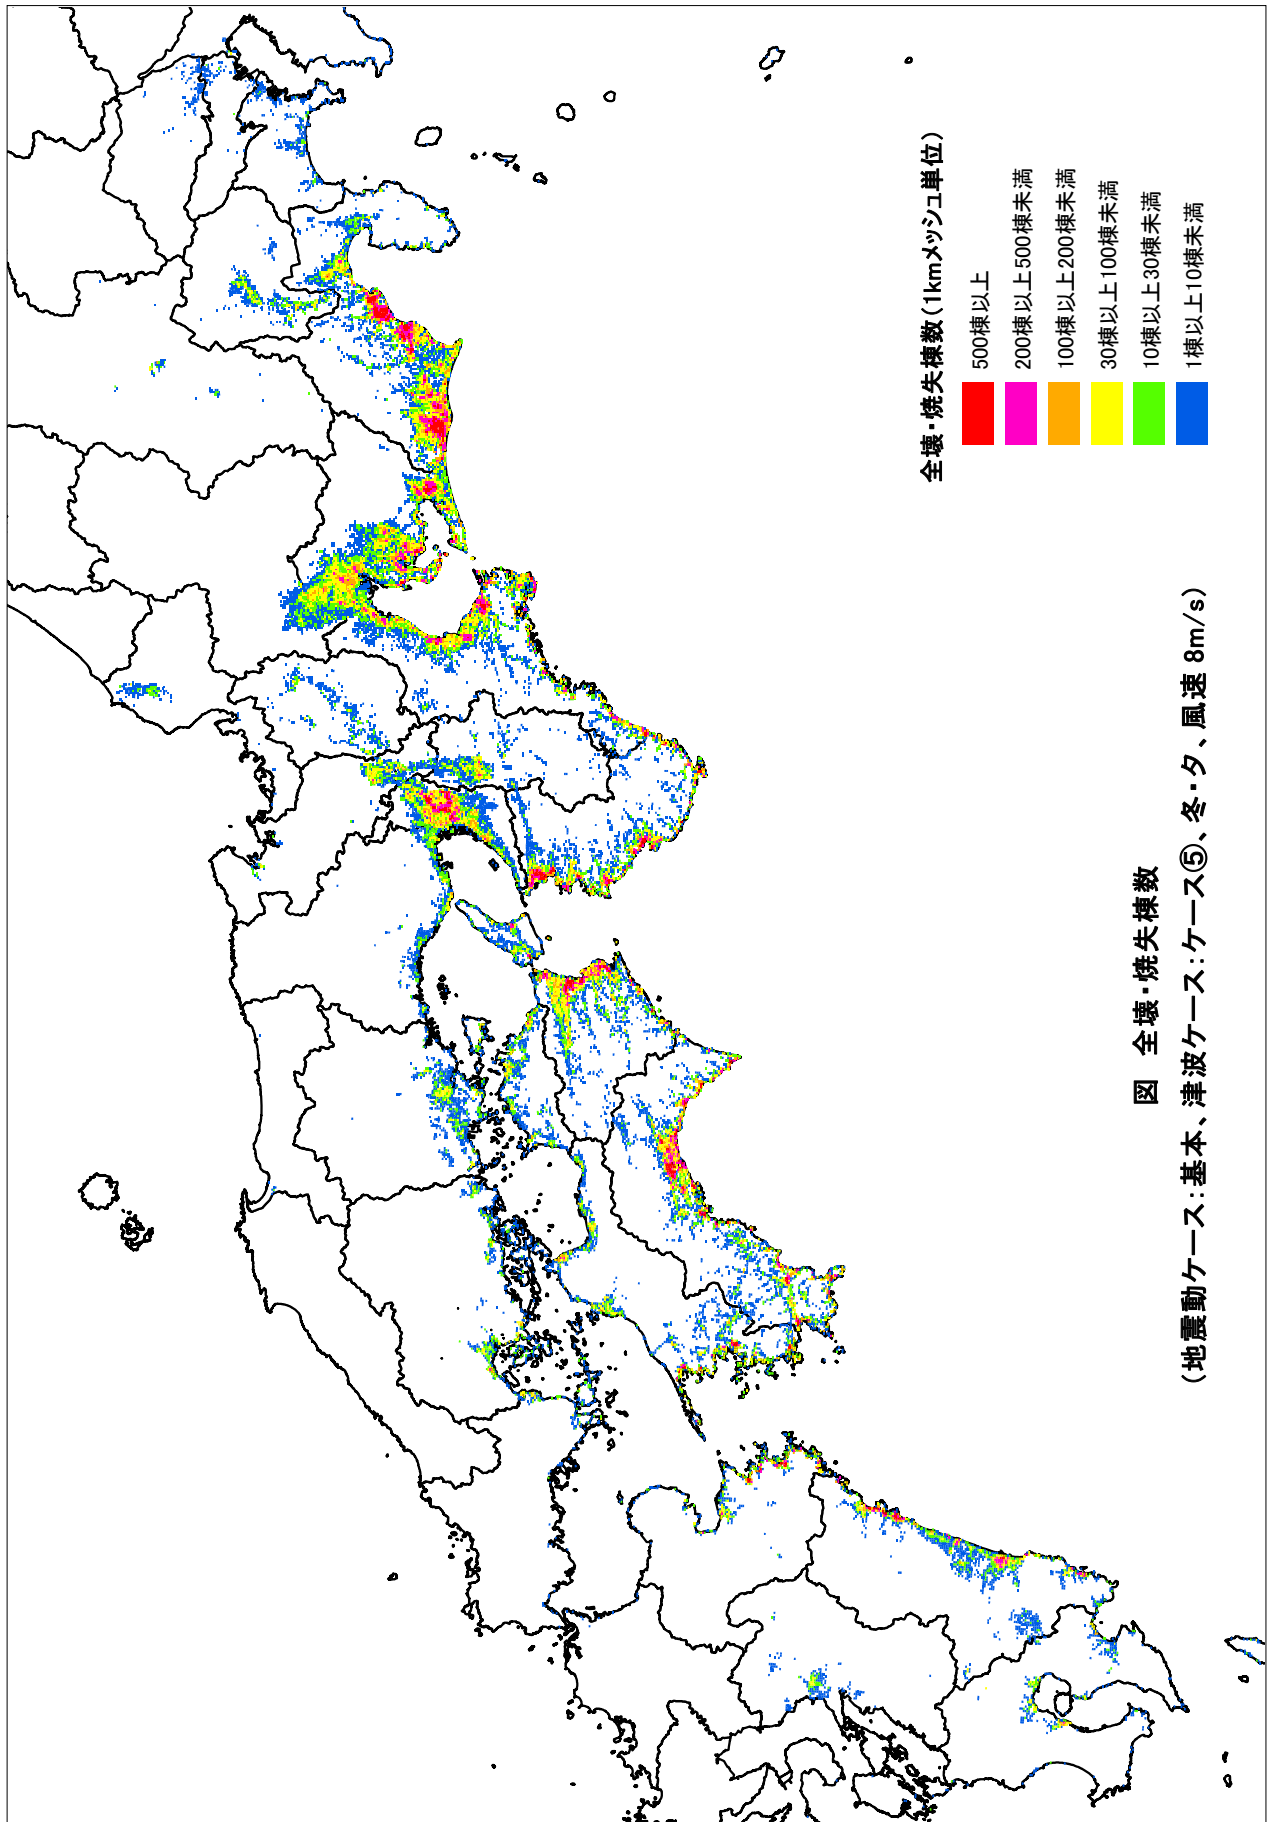 全壊・焼失棟数(1kmメッシュ単位)
500棟以上
200棟以上500棟未満
100棟以上200棟未満
30棟以上100棟未満
10棟以上30棟未満
1棟以上10棟未満
図 全壊・焼失棟数
(地震動ケース:基本、津波ケース:ケース⑤、冬・夕、風速 8m/s)